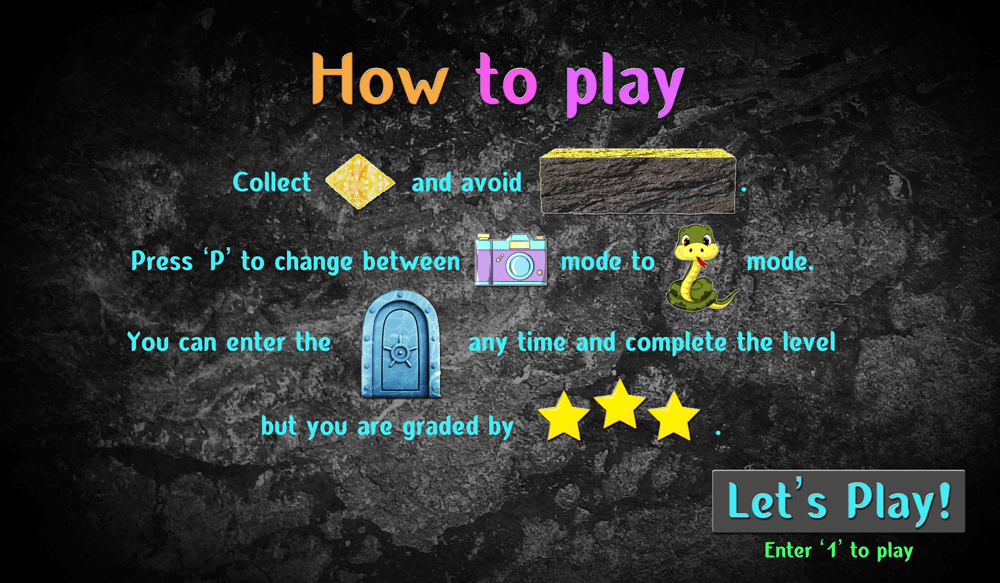 How to play
Collect and avoid .
Press ‘P’ to change between mode to mode.
You can enter the any time and complete the level
but you are graded by .
Let’s Play!
Enter ‘1’ to play